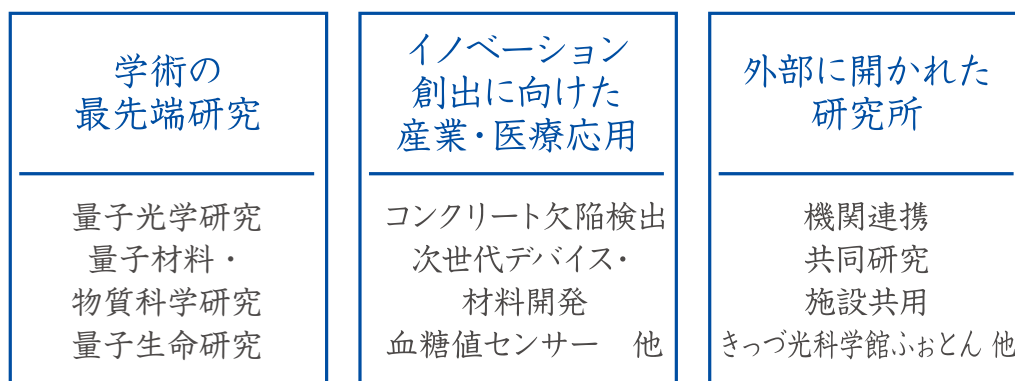 学術の
最先端研究
量子光学研究
量子材料・
物質科学研究
量子生命研究
イノベーション
創出に向けた
産業・医療応用
コンクリート欠陥検出
次世代デバイス・
材料開発
血糖値センサー　他
外部に開かれた
研究所
機関連携
共同研究
施設共用
きっづ光科学館ふぉとん 他